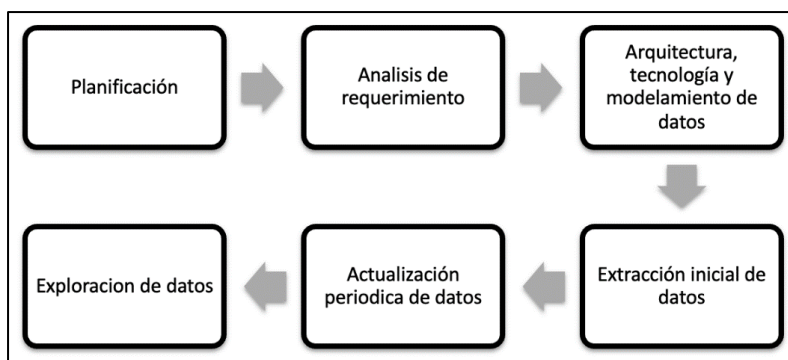 Planificación
Analisis de
requerimiento
Arquitectura,
tecnología y
modelamiento de
datos
Extracción inicial de
datos
Actualización
periodica de datos
Exploracion de datos